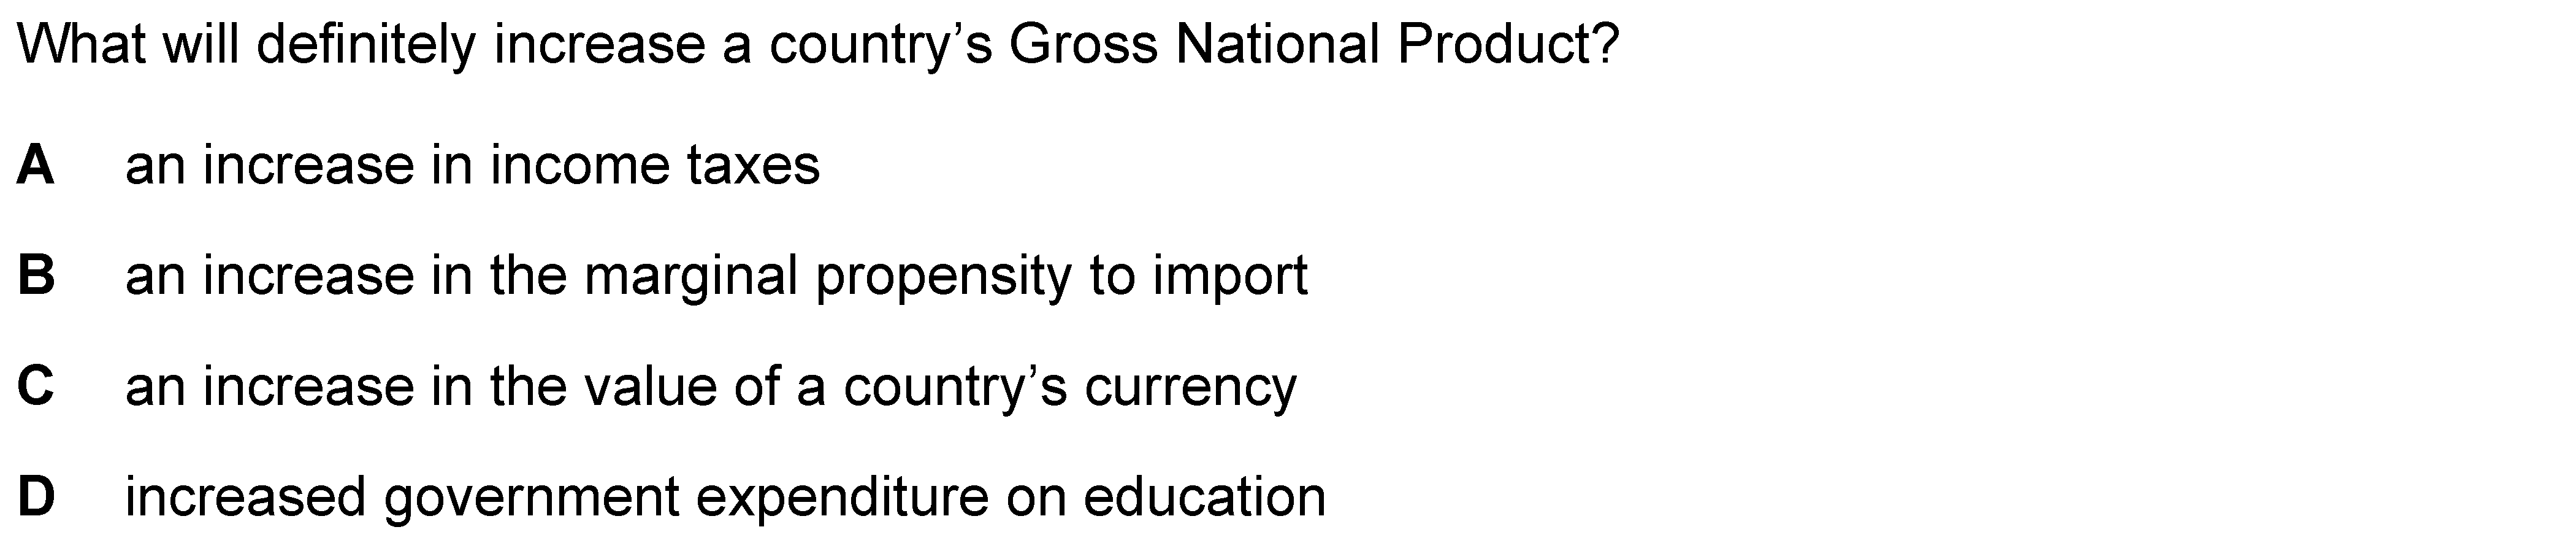 What will definitely increase a country’s Gross National Product?
A an increase in income taxes
B an increase in the marginal propensity to import
C an increase in the value of a country’s currency
D increased government expenditure on education